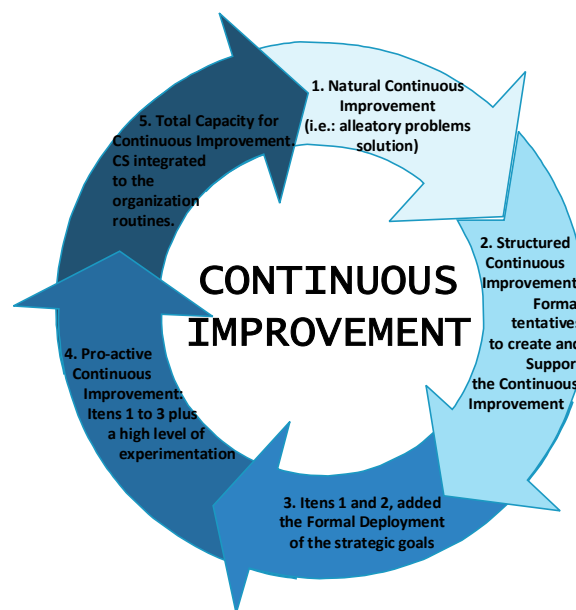 1. Natural Continuous
Improvement
(i.e.: alleatory problems
solution)
2. Structured
Continuous
Improvement
Forma
tentatives
to create and
Suppor
the Continuous
Improvement
3. Itens 1 and 2, added
the Formal Deployment
of the strategic goals
4. Pro-active
Continuous
Improvement:
Itens 1 to 3 plus
a high level of
experimentation
5. Total Capacity for
Continuous Improvement.
CS integrated
to the
organization
routines.
CONTINUOUS
IMPROVEMENT